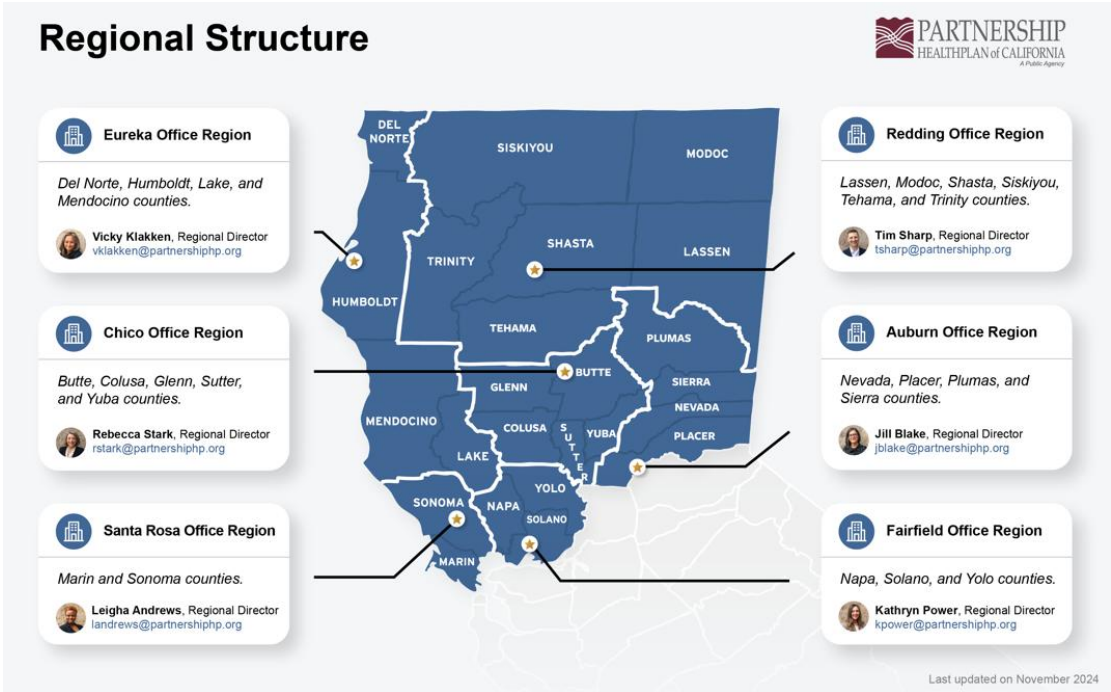 Regional Structure
PARTNERSHIP
HEALTHPLAN of CALIFORNIA
A Public Agency
Eureka Office Region
Del Norte, Humboldt, Lake, and
Mendocino counties.
Vicky Klakken, Regional Director
vklakken@partnershiphp.org
Chico Office Region
Butte, Colusa, Glenn, Sutter,
and Yuba counties.
Rebecca Stark, Regional Director
rstark@partnershiphp.org
Santa Rosa Office Region
Marin and Sonoma counties.
Leigha Andrews, Regional Director
landrews@partnershiphp.org
DEL
NORTE
SISKIYOU
MODOC
SHASTA
LASSEN
TRINITY
HUMBOLDT
TEHAMA
PLUMAS
BUTTE
GLENN
SIERRA
NEVADA
MENDOCINO
COLUSA
SUTTER
YUBA
PLACER
LAKE
YOLO
SONOMA
NAPA
SOLANO
MARIN
Redding Office Region
Lassen, Modoc, Shasta, Siskiyou,
Tehama, and Trinity counties.
Tim Sharp, Regional Director
tsharp@partnershiphp.org
Auburn Office Region
Nevada, Placer, Plumas, and
Sierra counties.
Jill Blake, Regional Director
jblake@partnershiphp.org
Fairfield Office Region
Napa, Solano, and Yolo counties.
Kathryn Power, Regional Director
kpower@partnershiphp.org
Last updated on November 2024